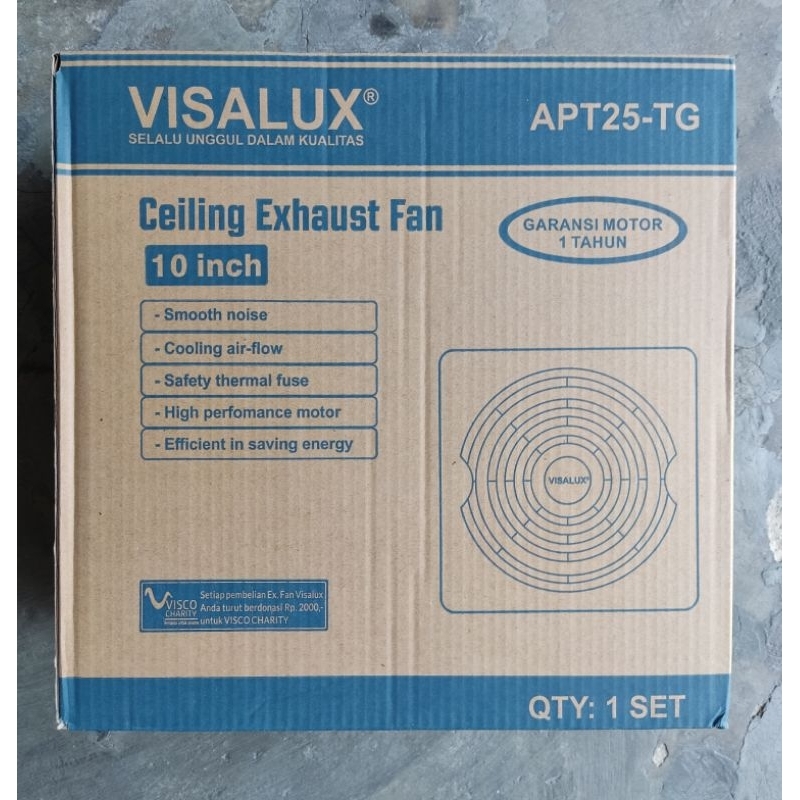 VISALUX®
SELALU UNGGUL DALAM KUALITAS
APT25-TG
Ceiling Exhaust Fan
10 inch
GARANSI MOTOR
1 TAHUN
- Smooth noise
- Cooling air-flow
- Safety thermal fuse
- High perfomance motor
- Efficient in saving energy
VISALUX®
VISCO
CHARITY
Setiap pembelian Ex. Fan Visalux
Anda turut berdonasi Rp. 2000,-
untuk VISCO CHARITY
QTY: 1 SET